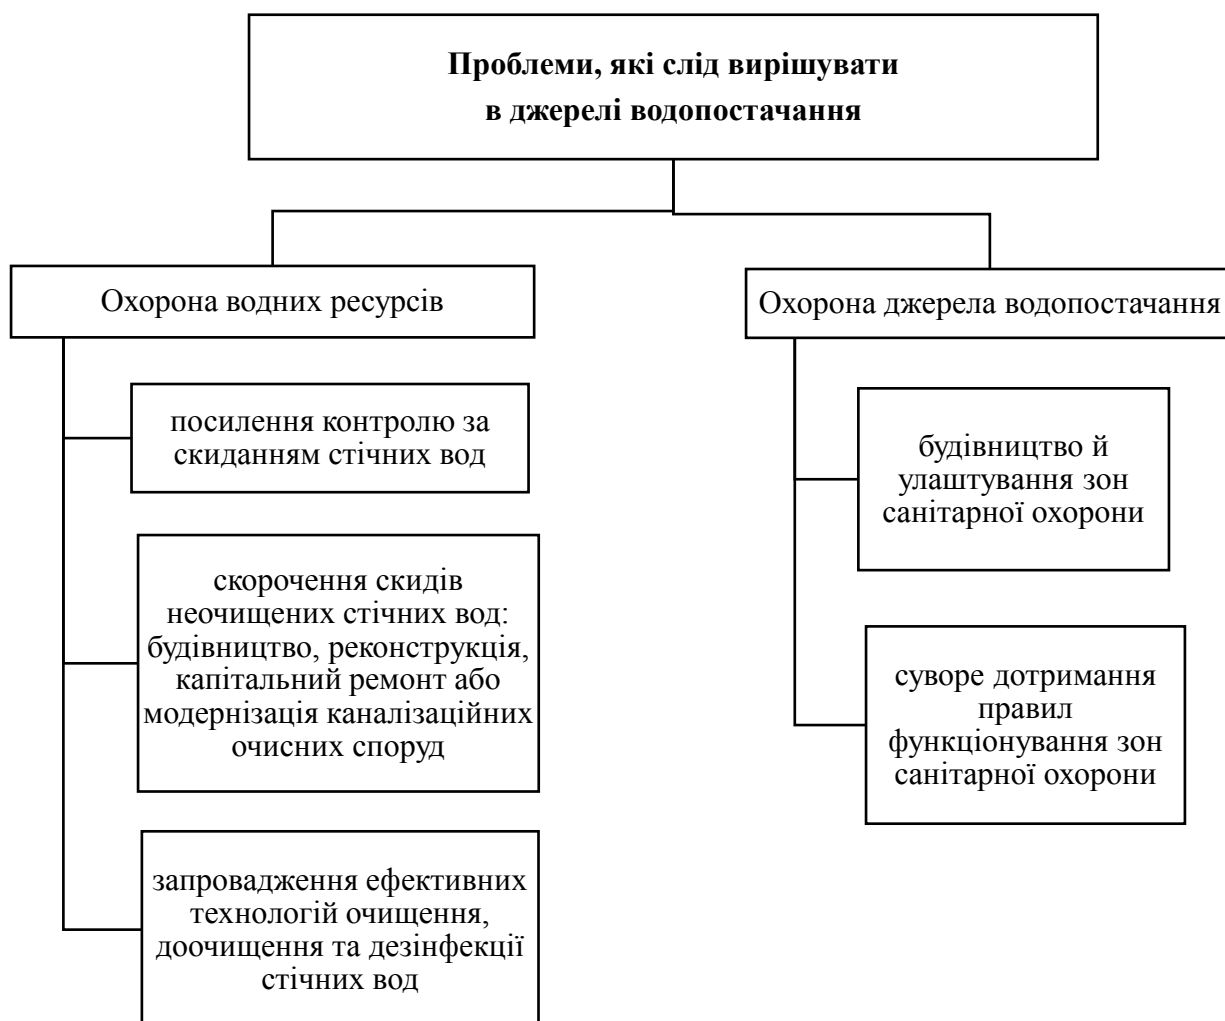 Проблеми, які слід вирішувати
в джерелі водопостачання
Охорона водних ресурсів
посилення контролю за
скиданням стічних вод
скорочення скидів
неочищених стічних вод:
будівництво, реконструкція,
капітальний ремонт або
модернізація каналізаційних
очисних споруд
запровадження ефективних
технологій очищення,
доочищення та дезінфекції
стічних вод
Охорона джерела водопостачання
будівництво й
улаштування зон
санітарної охорони
суворе дотримання
правил
функціонування зон
санітарної охорони